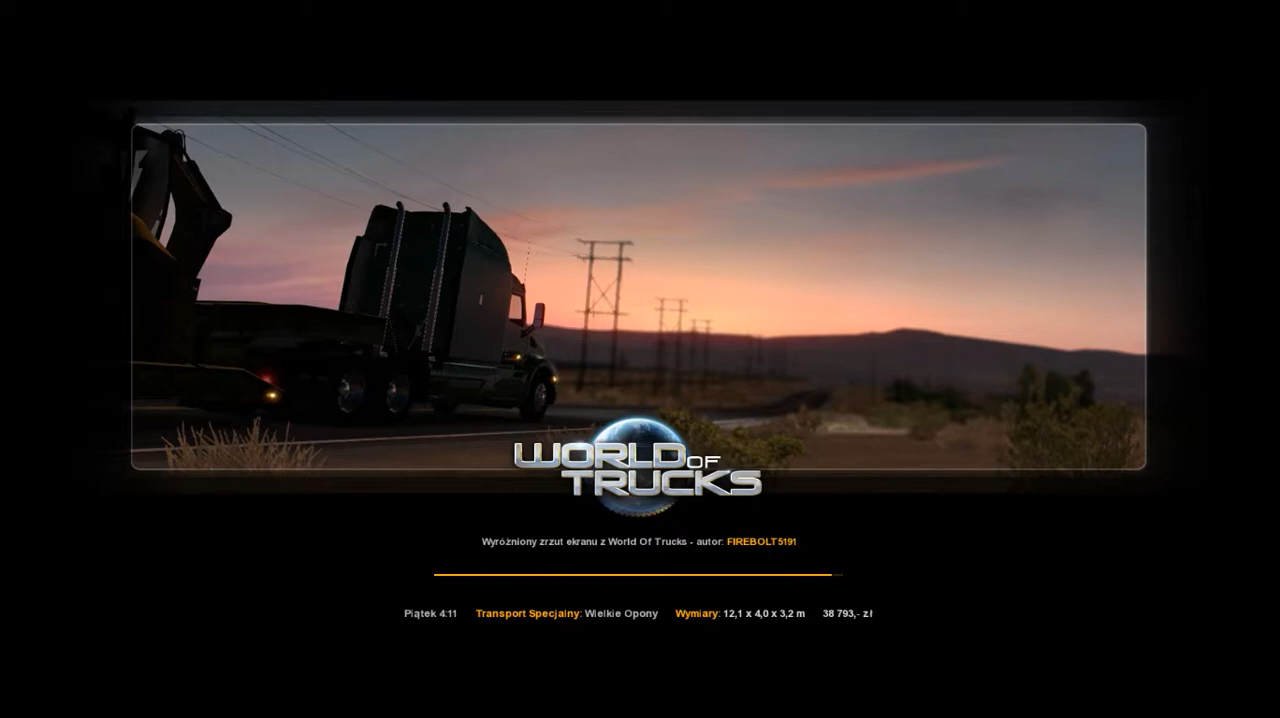 WORLD OF
TRUCKS
Wyróżniony zrzut ekranu z World Of Trucks - autor: FIREBOLT5191
Piątek 4:11 Transport Specjalny: Wielkie Opony Wymiary: 12,1 x 4,0 x 3,2 m 38 793,- zł